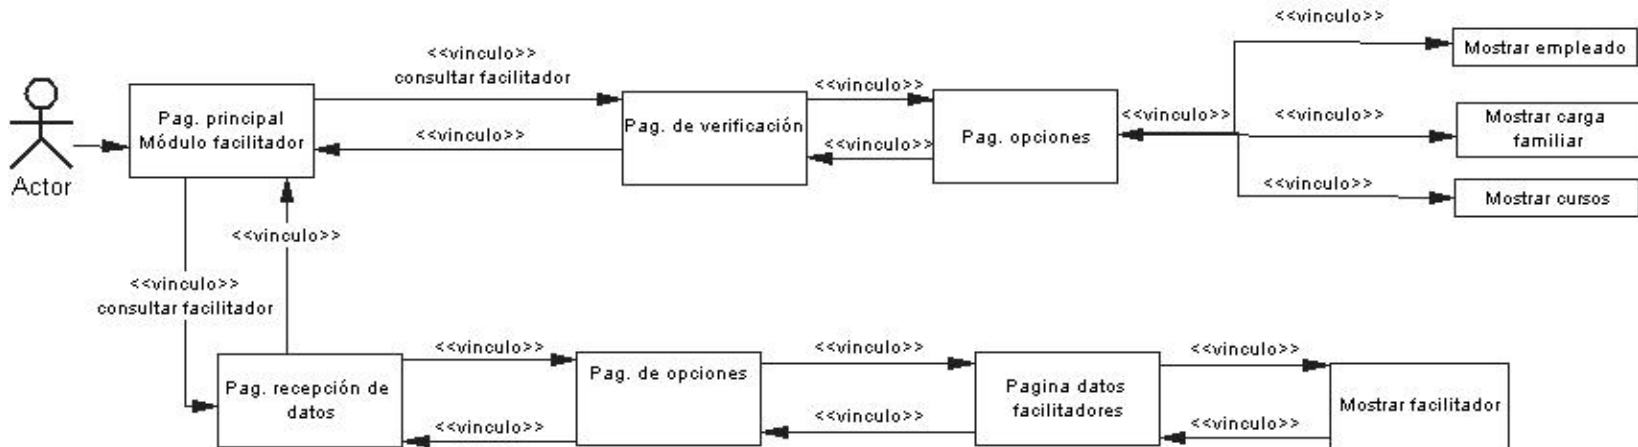 <<vinculo>>
Mostrar empleado
<<vinculo>>
consultar facilitador
<<vinculo>>
Pag. principal
Módulo facilitador
<<vinculo>>
Pag. de verificación
<<vinculo>>
Pag. opciones
<<vinculo>>
<<vinculo>>
Mostrar carga
familiar
<<vinculo>>
Mostrar cursos
Actor
<<vinculo>>
<<vinculo>>
consultar facilitador
Pag. recepción de
datos
<<vinculo>>
<<vinculo>>
Pag. de opciones
<<vinculo>>
<<vinculo>>
Pagina datos
facilitadores
<<vinculo>>
<<vinculo>>
Mostrar facilitador